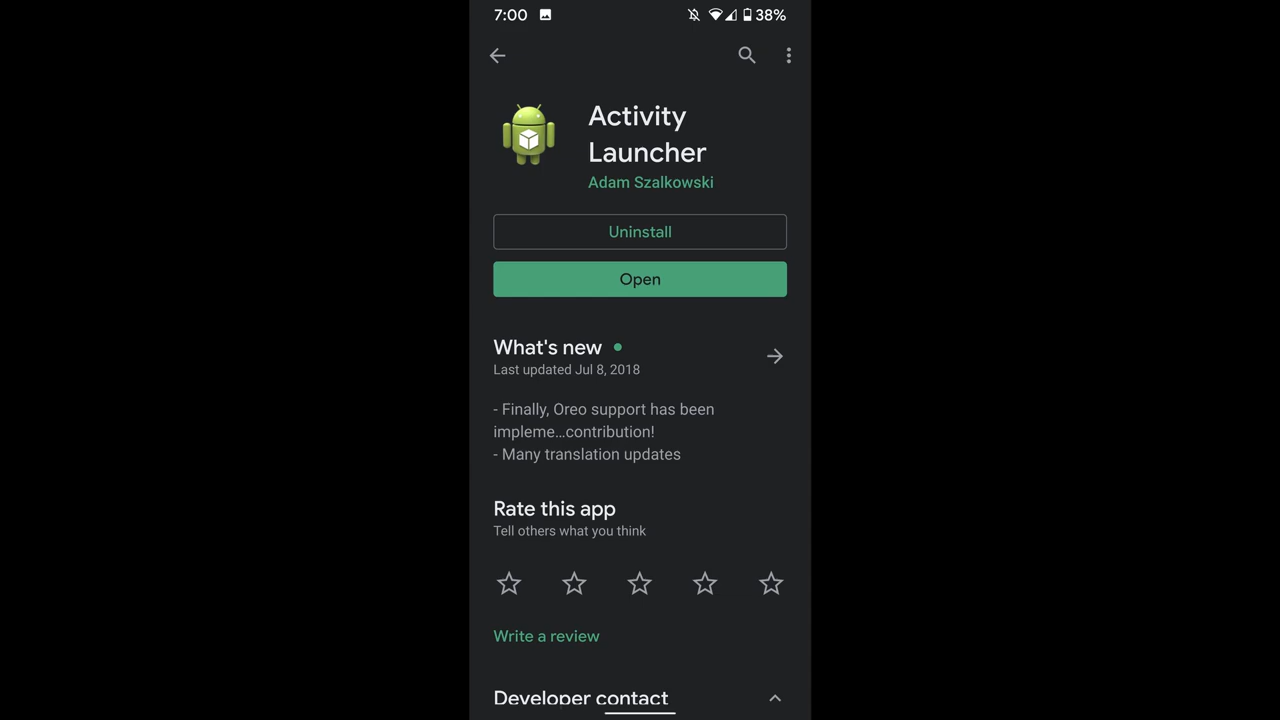 7:00 38%
Activity
Launcher
Adam Szalkowski
Uninstall
Open
What's new
Last updated Jul 8, 2018
- Finally, Oreo support has been
impleme...contribution!
- Many translation updates
Rate this app
Tell others what you think
Write a review
Developer contact